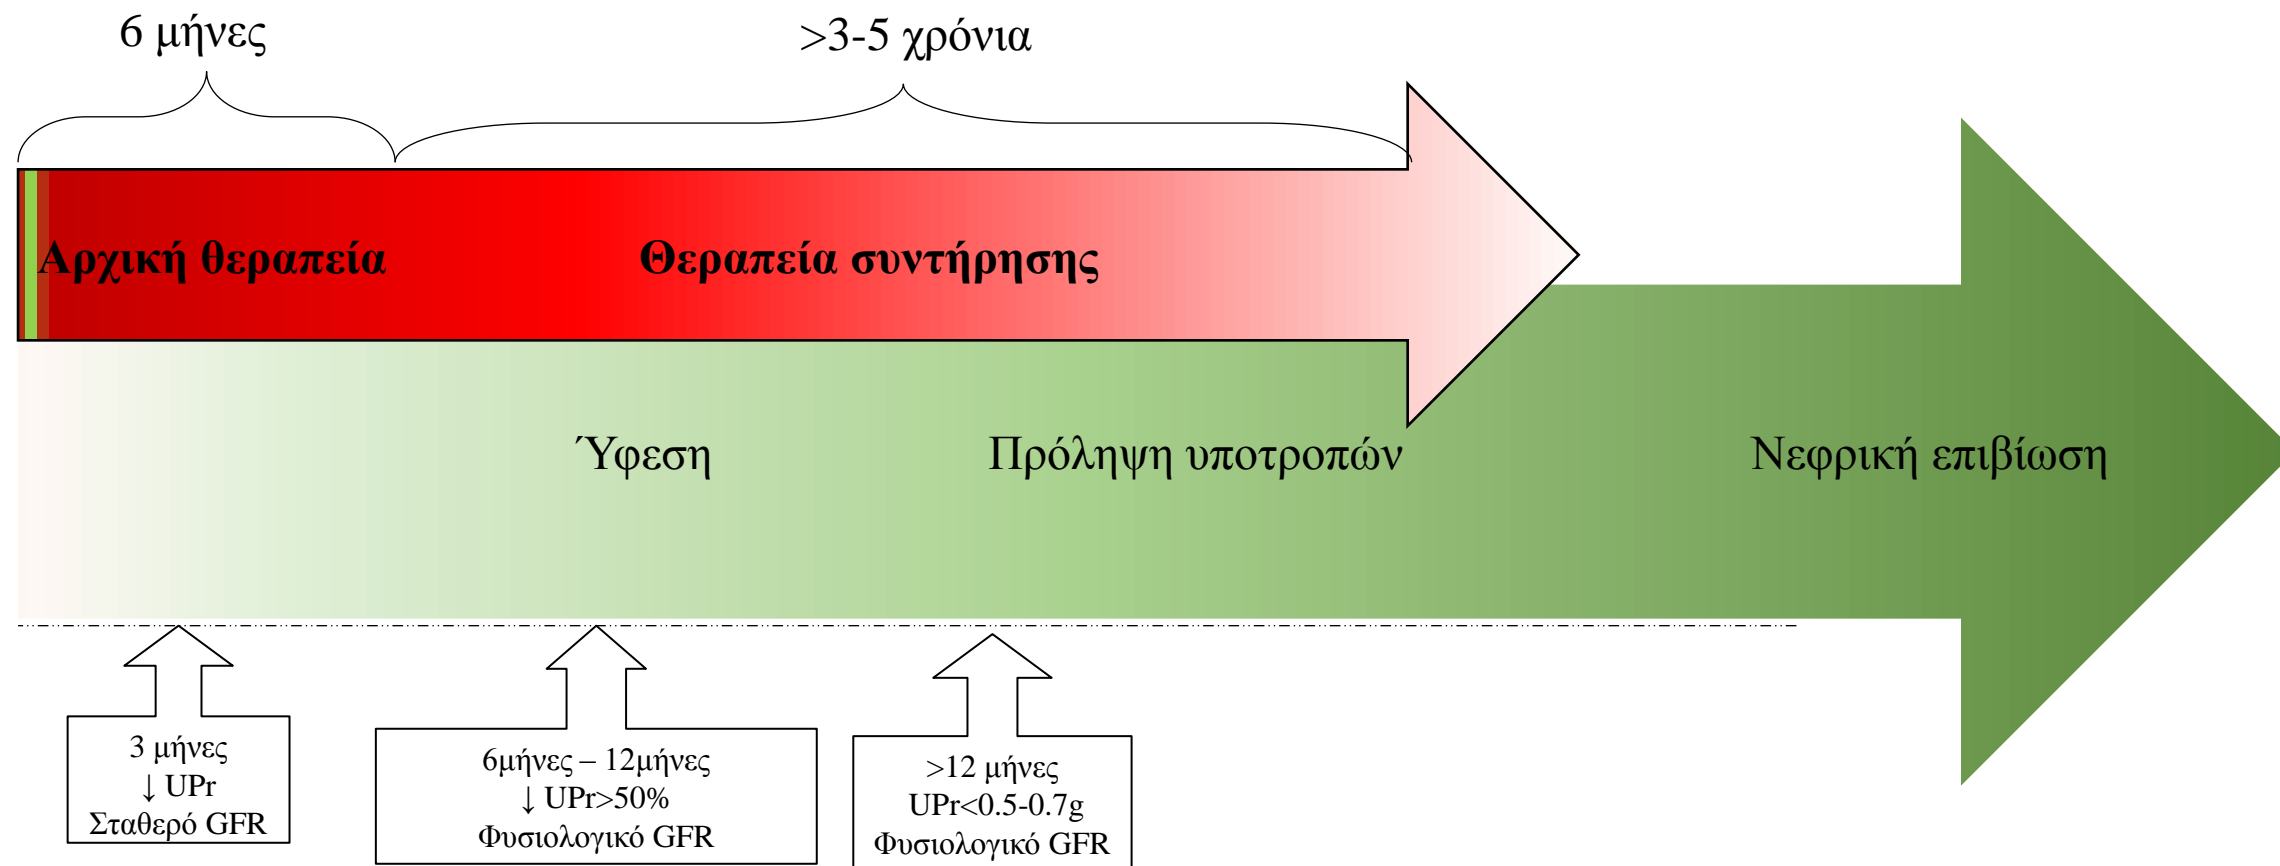 6 μήνες
>3-5 χρόνια
Αρχική θεραπεία
Θεραπεία συντήρησης
Ύφεση
Πρόληψη υποτροπών
Νεφρική επιβίωση
3 μήνες
↓ UPr
Σταθερό GFR
6μήνες – 12μήνες
↓ UPr>50%
Φυσιολογικό GFR
>12 μήνες
UPr<0.5-0.7g
Φυσιολογικό GFR